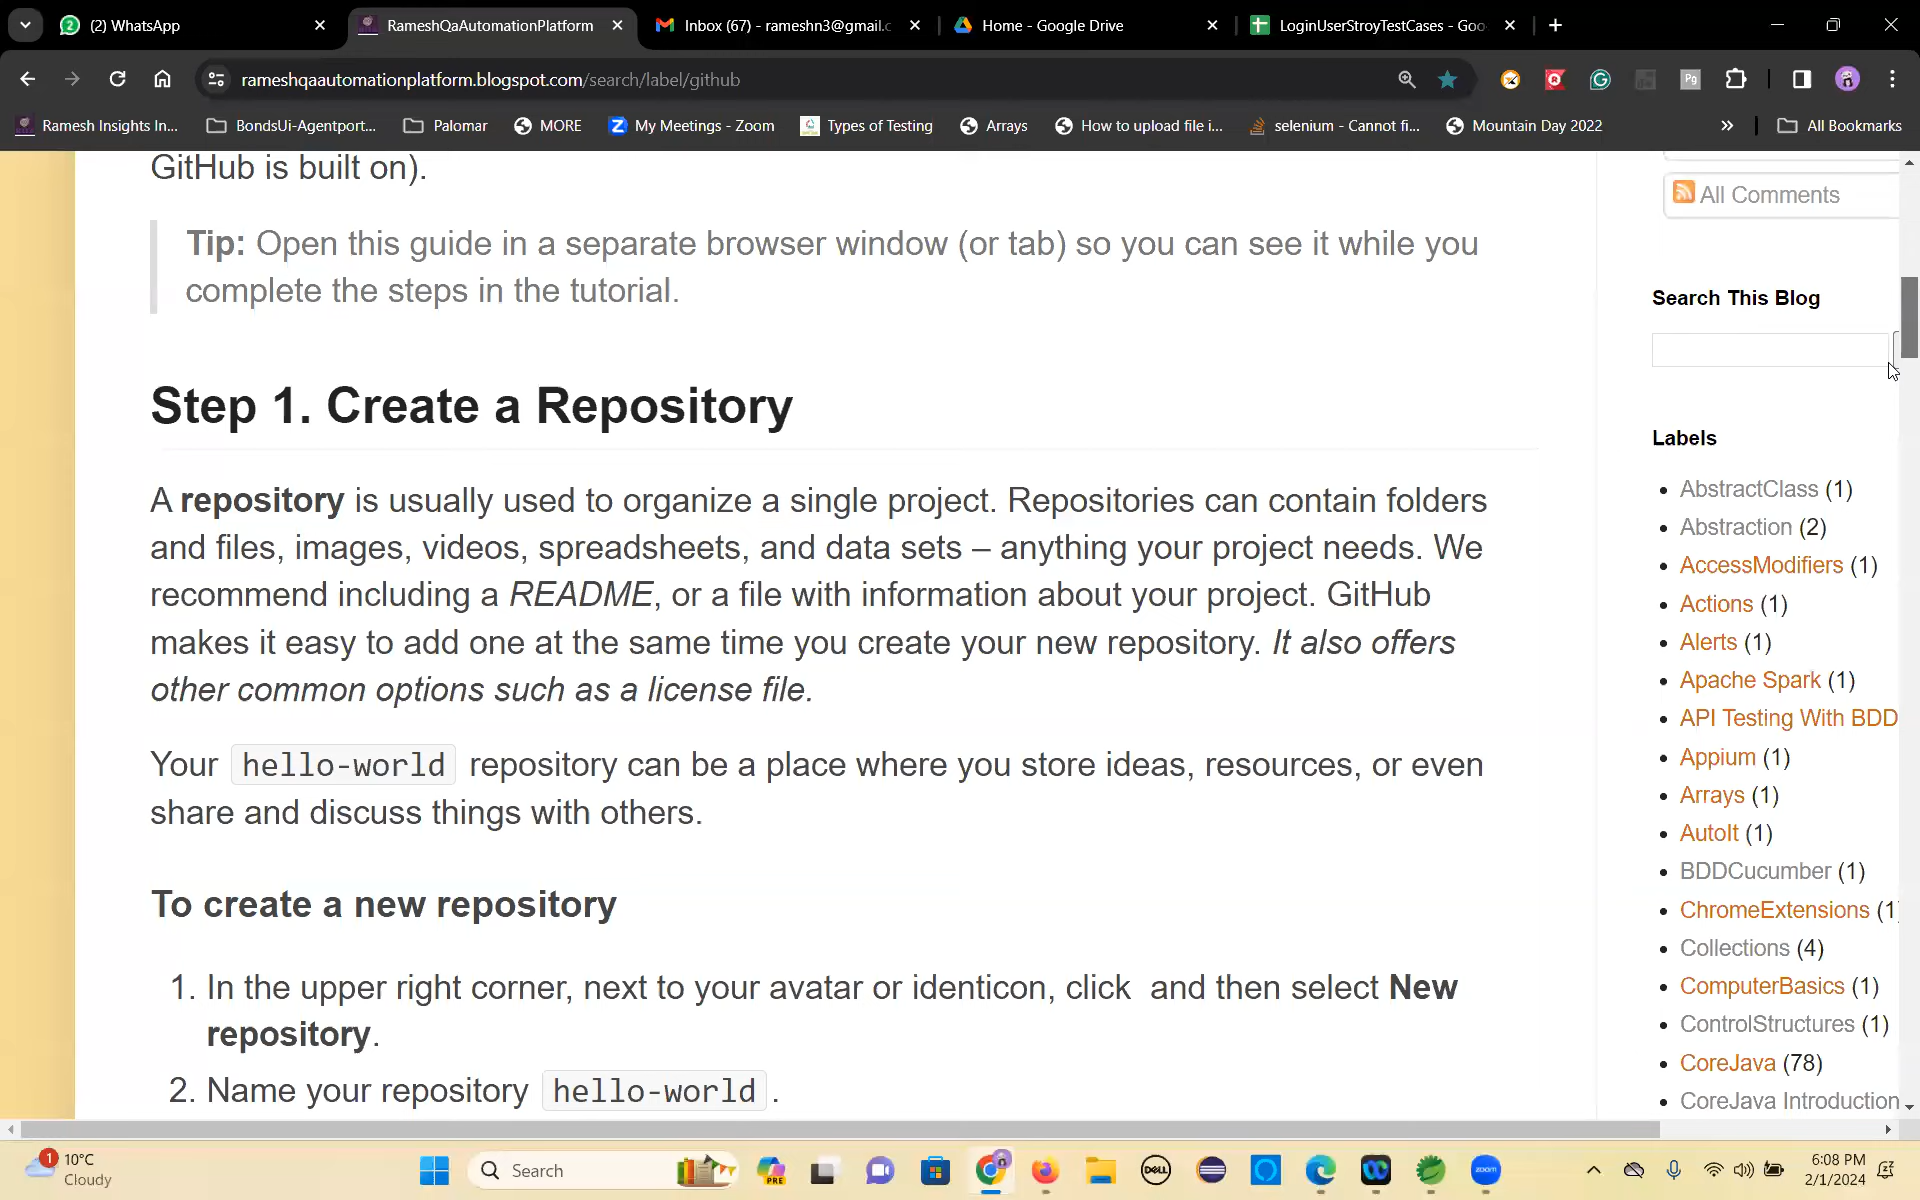 (2) WhatsApp
RameshQaAutomationPlatform
Inbox (67) - rameshn3@gmail.c
Home - Google Drive
LoginUserStroyTestCases - Goo
rameshqaautomationplatform.blogspot.com/search/label/github
Ramesh Insights In...
BondsUi-Agentport...
Palomar
MORE
My Meetings - Zoom
Types of Testing
Arrays
How to upload file i...
selenium - Cannot fi...
Mountain Day 2022
All Bookmarks
GitHub is built on).
Tip: Open this guide in a separate browser window (or tab) so you can see it while you
complete the steps in the tutorial.
Step 1. Create a Repository
A repository is usually used to organize a single project. Repositories can contain folders
and files, images, videos, spreadsheets, and data sets – anything your project needs. We
recommend including a README, or a file with information about your project. GitHub
makes it easy to add one at the same time you create your new repository. It also offers
other common options such as a license file.
Your hello-world repository can be a place where you store ideas, resources, or even
share and discuss things with others.
To create a new repository
1. In the upper right corner, next to your avatar or identicon, click and then select New
repository.
2. Name your repository hello-world .
All Comments
Search This Blog
Labels
AbstractClass (1)
Abstraction (2)
AccessModifiers (1)
Actions (1)
Alerts (1)
Apache Spark (1)
API Testing With BDD
Appium (1)
Arrays (1)
AutoIt (1)
BDDCucumber (1)
ChromeExtensions (1)
Collections (4)
ComputerBasics (1)
ControlStructures (1)
CoreJava (78)
CoreJava Introduction
1
10°C
Cloudy
Search
PRE
DELL
zoom
6:08 PM
2/1/2024